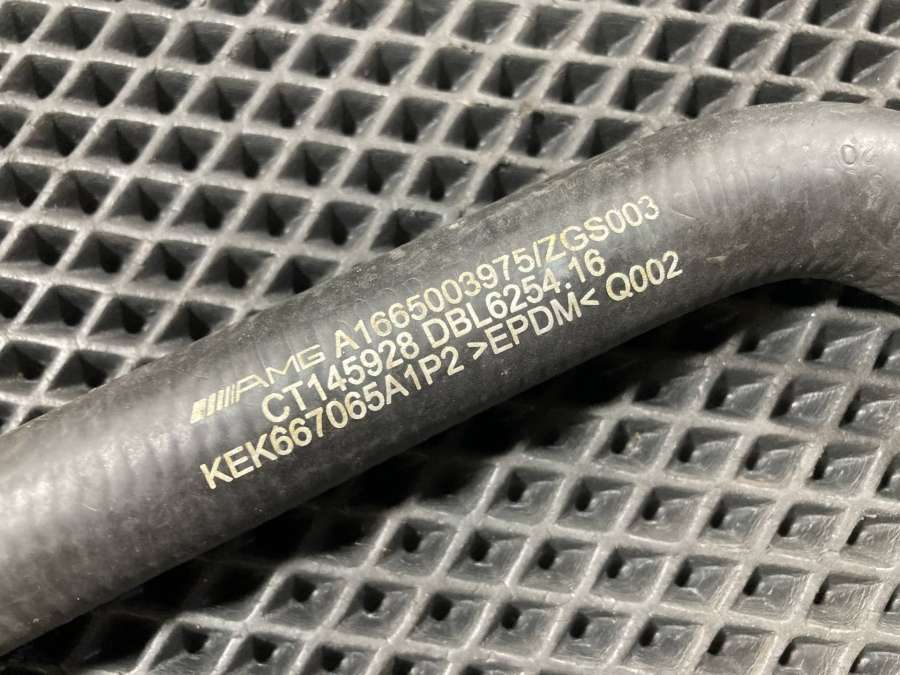 AMG A1665003975/ZGS003
CT145928 DBL6254.16
KEK667065A1P2 >EPDM< Q002